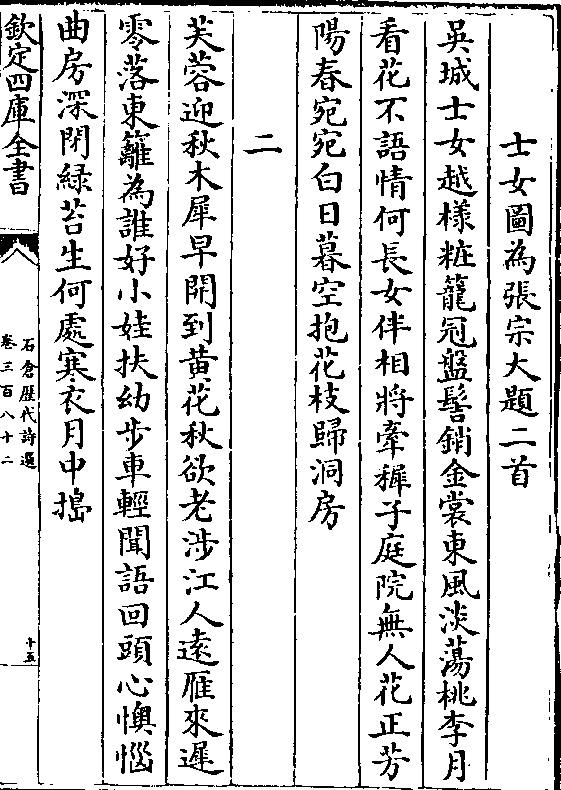 士女圖為張宗大題二首
吳城士女越樣粧籠冠盤髻銷金裳東風淡蕩桃李月
看花不語情何長女伴相將牽穉子庭院無人花正芳
陽春宛宛白日暮空抱花枝歸洞房
二
芙蓉迎秋木犀早開到黄花秋欲老涉江人遠雁來遲
零落東籬為誰好小娃扶幼步車輕聞語回頭心懊惱
曲房深閉緑苔生何處寒衣月中搗
欽定四庫全書
石倉歴代詩選
卷三百八十二
十五